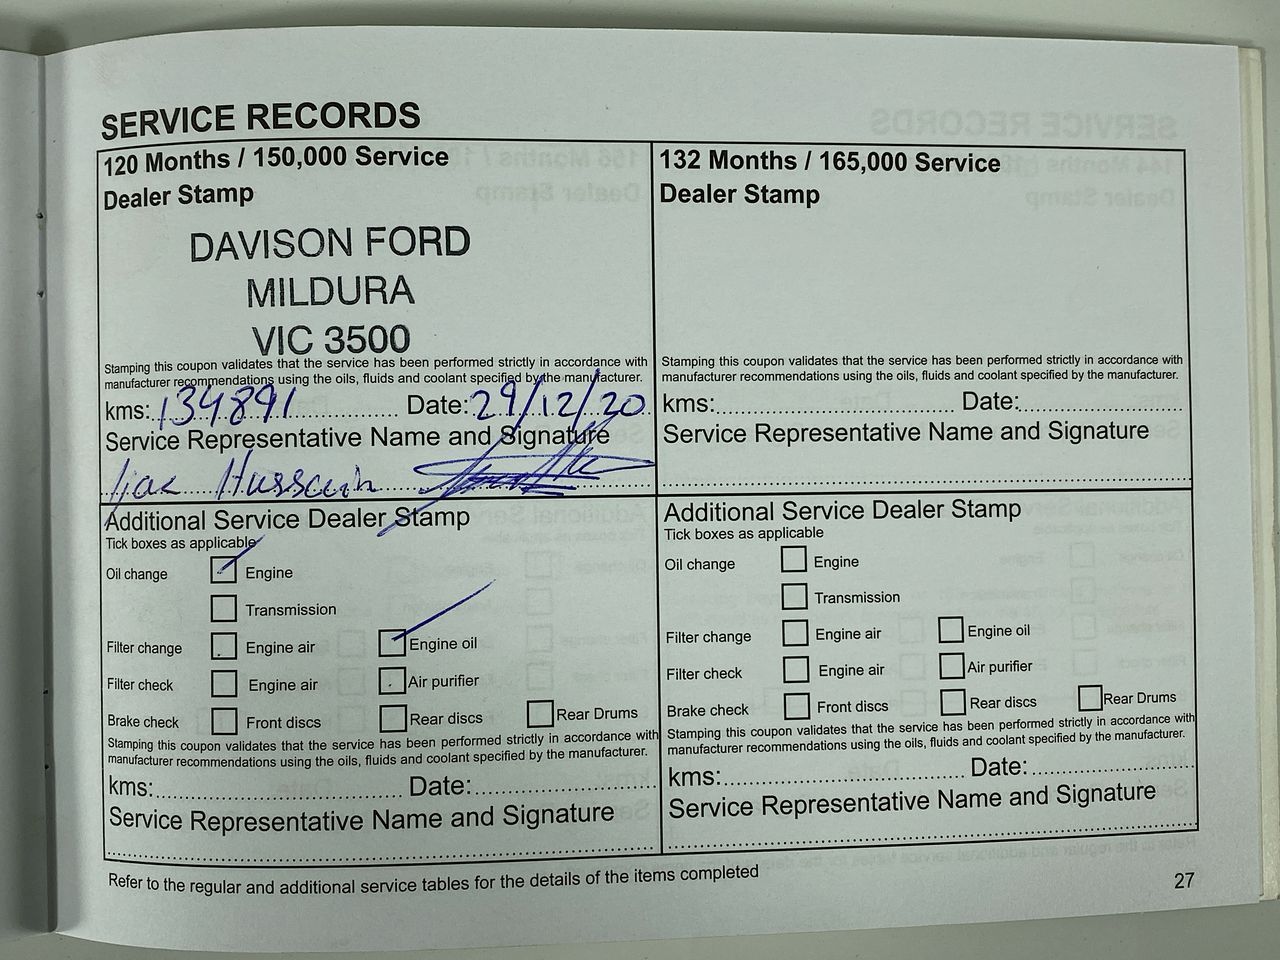 SERVICE RECORDS
120 Months / 150,000 Service
Dealer Stamp
DAVISON FORD
MILDURA
VIC 3500
Stamping this coupon validates that the service has been performed strictly in accordance with
manufacturer recommendations using the oils, fluids and coolant specified by the manufacturer.
kms: 134891 Date: 29/12/20
Service Representative Name and Signature
Hussain
Additional Service Dealer Stamp
Tick boxes as applicable
Oil change Engine
Transmission
Filter change Engine air Engine oil
Filter check Engine air Air purifier
Brake check Front discs Rear discs Rear Drums
Stamping this coupon validates that the service has been performed strictly in accordance with
manufacturer recommendations using the oils, fluids and coolant specified by the manufacturer.
kms: Date:
Service Representative Name and Signature
132 Months / 165,000 Service
Dealer Stamp
Stamping this coupon validates that the service has been performed strictly in accordance with
manufacturer recommendations using the oils, fluids and coolant specified by the manufacturer.
kms: Date:
Service Representative Name and Signature
Additional Service Dealer Stamp
Tick boxes as applicable
Oil change Engine
Transmission
Filter change Engine air Engine oil
Filter check Engine air Air purifier
Brake check Front discs Rear discs Rear Drums
Stamping this coupon validates that the service has been performed strictly in accordance with
manufacturer recommendations using the oils, fluids and coolant specified by the manufacturer.
kms: Date:
Service Representative Name and Signature
Refer to the regular and additional service tables for the details of the items completed
27